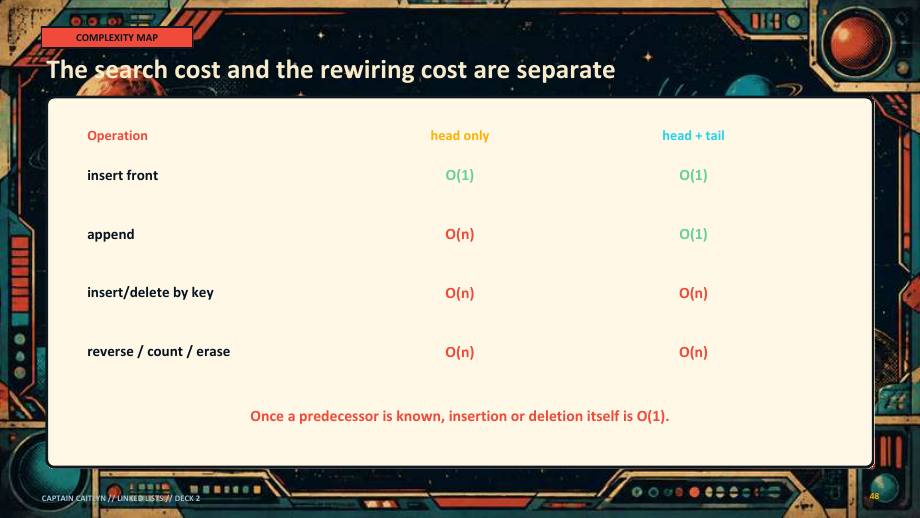 COMPLEXITY MAP
The search cost and the rewiring cost are separate
Operation head only head + tail
insert front O(1) O(1)
append O(n) O(1)
insert/delete by key O(n) O(n)
reverse / count / erase O(n) O(n)
Once a predecessor is known, insertion or deletion itself is O(1).
CAPTAIN CAITLYN // LINKED LISTS // DECK 2
48